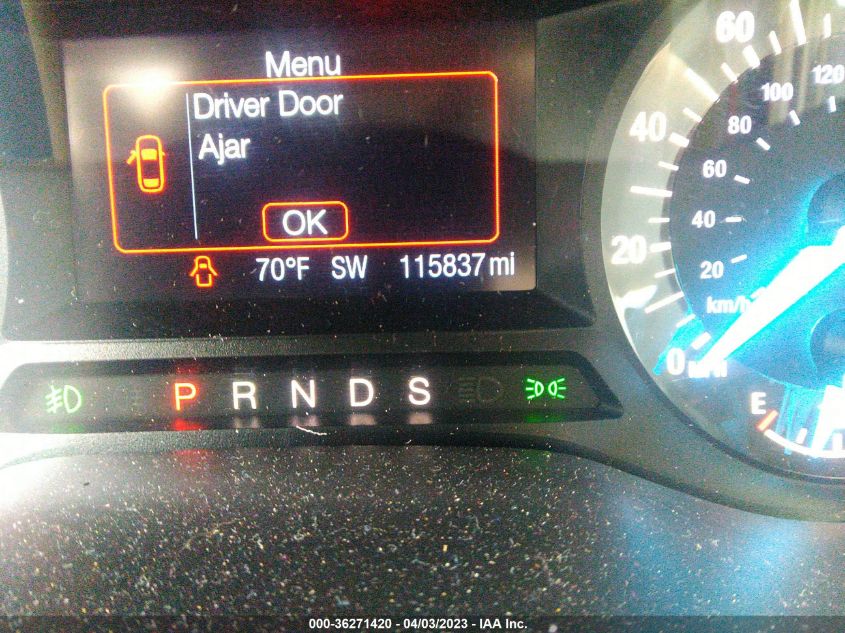 Menu
Driver Door
Ajar
OK
70°F SW 115837 mi
P R N D S
60
40
20
0
120
100
80
60
40
20
km/h
E
000-36271420 - 04/03/2023 - IAA Inc.